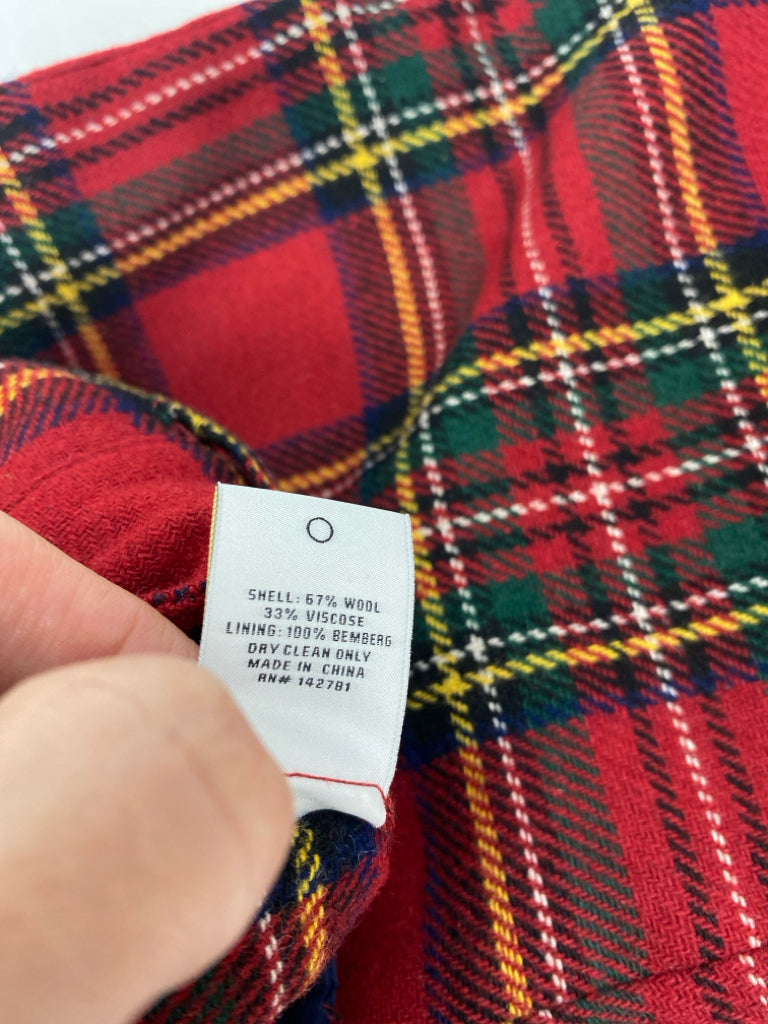 SHELL: 67% WOOL
33% VISCOSE
LINING: 100% BEMBERG
DRY CLEAN ONLY
MADE IN CHINA
RN# 142781